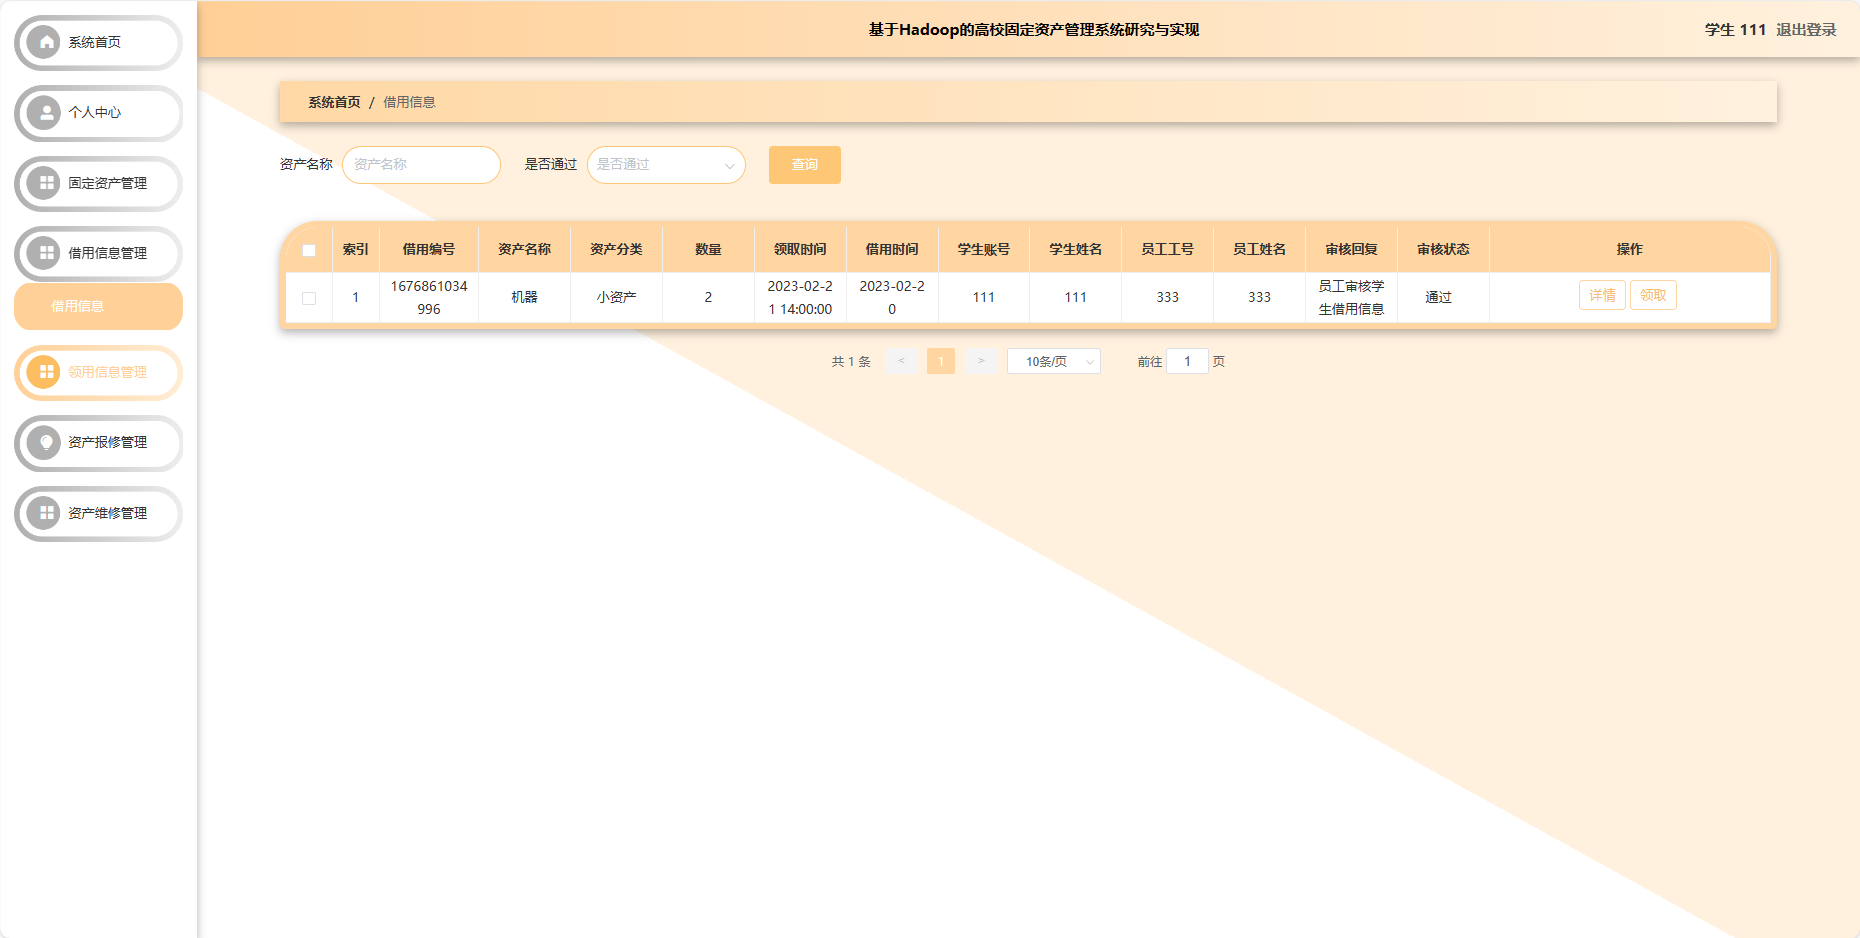 基于Hadoop的高校固定资产管理系统研究与实现
学生 111 退出登录
系统首页
个人中心
固定资产管理
借用信息管理
借用信息
领用信息管理
资产报修管理
资产维修管理
系统首页 / 借用信息
资产名称 资产名称 是否通过 是否通过 查询
索引 借用编号 资产名称 资产分类 数量 领取时间 借用时间 学生账号 学生姓名 员工工号 员工姓名 审核回复 审核状态 操作
1 1676861034996 机器 小资产 2 2023-02-21 14:00:00 2023-02-20 111 111 333 333 员工审核学生借用信息 通过 详情 领取
共 1 条 < 1 > 10条/页 前往 1 页